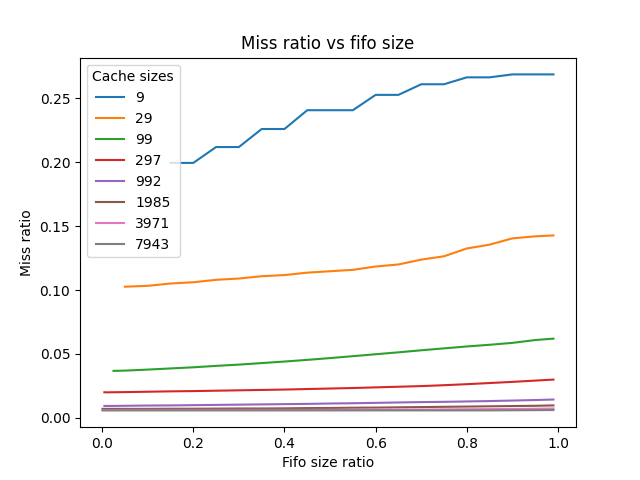 Miss ratio vs fifo size
Cache sizes
9
29
99
297
992
1985
3971
7943
0.25
0.20
0.15
0.10
0.05
0.00
Miss ratio
0.0 0.2 0.4 0.6 0.8 1.0
Fifo size ratio